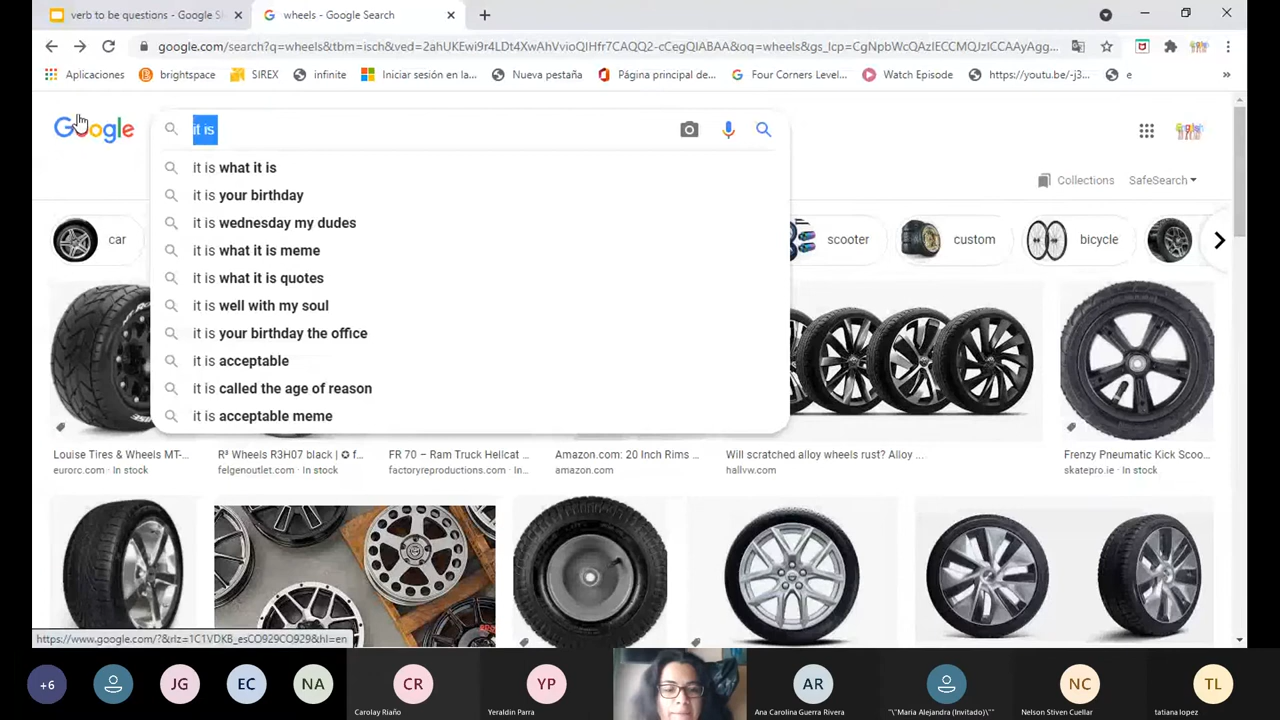 verb to be questions - Google S
wheels - Google Search
google.com/search?q=wheels&tbm=isch&ved=2ahUKEwi9r4LDt4XwAhVvioQIHfr7CAQQ2-cCegQIABAA&oq=wheels&gs_lcp=CgNpbWcQAzIECCMQJzICCAAyAgg...
Aplicaciones
brightspace
SIREX
infinite
Iniciar sesión en la...
Nueva pestaña
Página principal de...
Four Corners Level...
Watch Episode
https://youtu.be/-j3...
e
»
Google
it is
Collections
SafeSearch
it is what it is
it is your birthday
it is wednesday my dudes
it is what it is meme
it is what it is quotes
it is well with my soul
it is your birthday the office
it is acceptable
it is called the age of reason
it is acceptable meme
car
scooter
custom
bicycle
Louise Tires & Wheels MT-...
eurorc.com · In stock
R³ Wheels R3H07 black | ✪ f...
felgenoutlet.com · In stock
FR 70 – Ram Truck Hellcat ...
factoryreproductions.com · In...
Amazon.com: 20 Inch Rims ...
amazon.com
Will scratched alloy wheels rust? Alloy ...
hallvw.com
Frenzy Pneumatic Kick Scoo...
skatepro.ie · In stock
https://www.google.com/?&rlz=1C1VDKB_esCO929CO929&hl=en
+6
JG
EC
NA
CR
Carolay Riaño
YP
Yeraldin Parra
AR
Ana Carolina Guerra Rivera
"\"Maria Alejandra (Invitado)\""
NC
Nelson Stiven Cuellar
TL
tatiana lopez